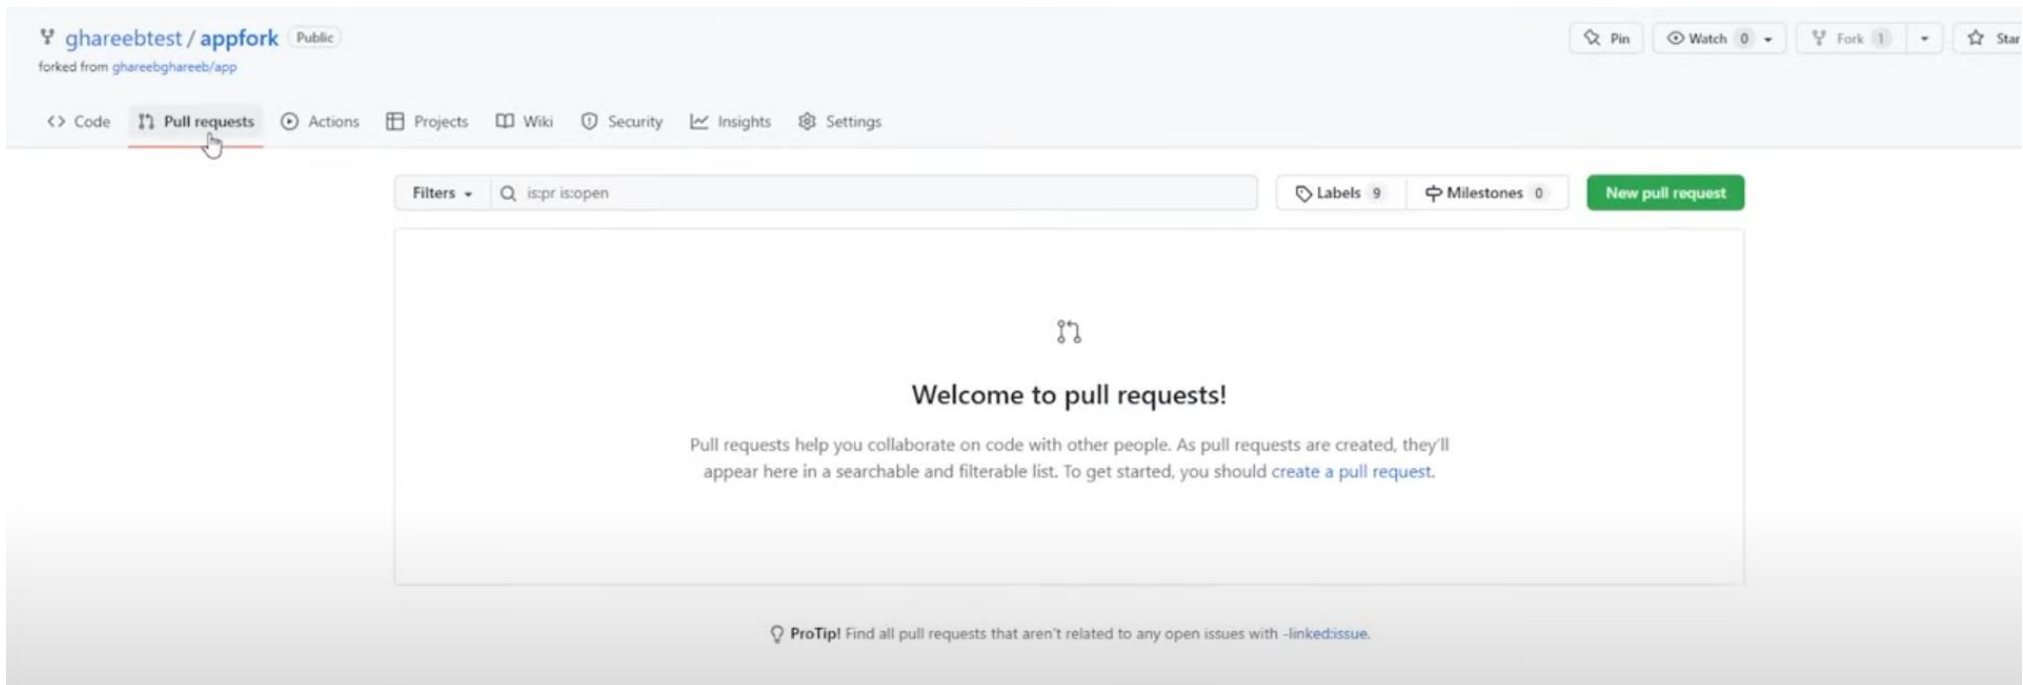 ghareebtest / appfork Public
Pin Watch 0 Fork 1 Star
forked from ghareebghareeb/app
Code Pull requests Actions Projects Wiki Security Insights Settings
Filters is:pr is:open Labels 9 Milestones 0 New pull request
Welcome to pull requests!
Pull requests help you collaborate on code with other people. As pull requests are created, they'll
appear here in a searchable and filterable list. To get started, you should create a pull request.
ProTip! Find all pull requests that aren't related to any open issues with -linked:issue.